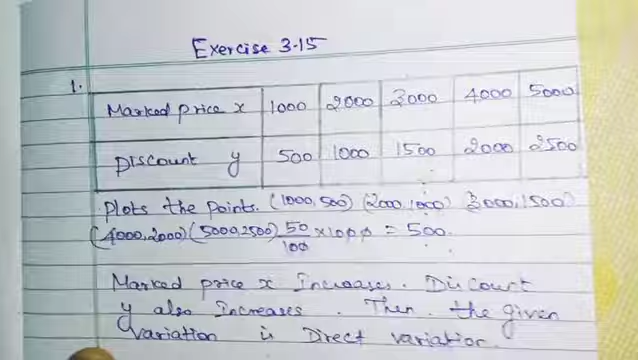 Exercise 3.15
1.
Marked price x 1000 2000 3000 4000 5000
Discount y 500 1000 1500 2000 2500
Plots the points. (1000,500) (2000,1000) (3000,1500)
(4000,2000) (5000,2500) 50/100 × 1000 = 500.
Marked price x Increases. Discount
y also Increases. Then the given
variation is Direct variation.